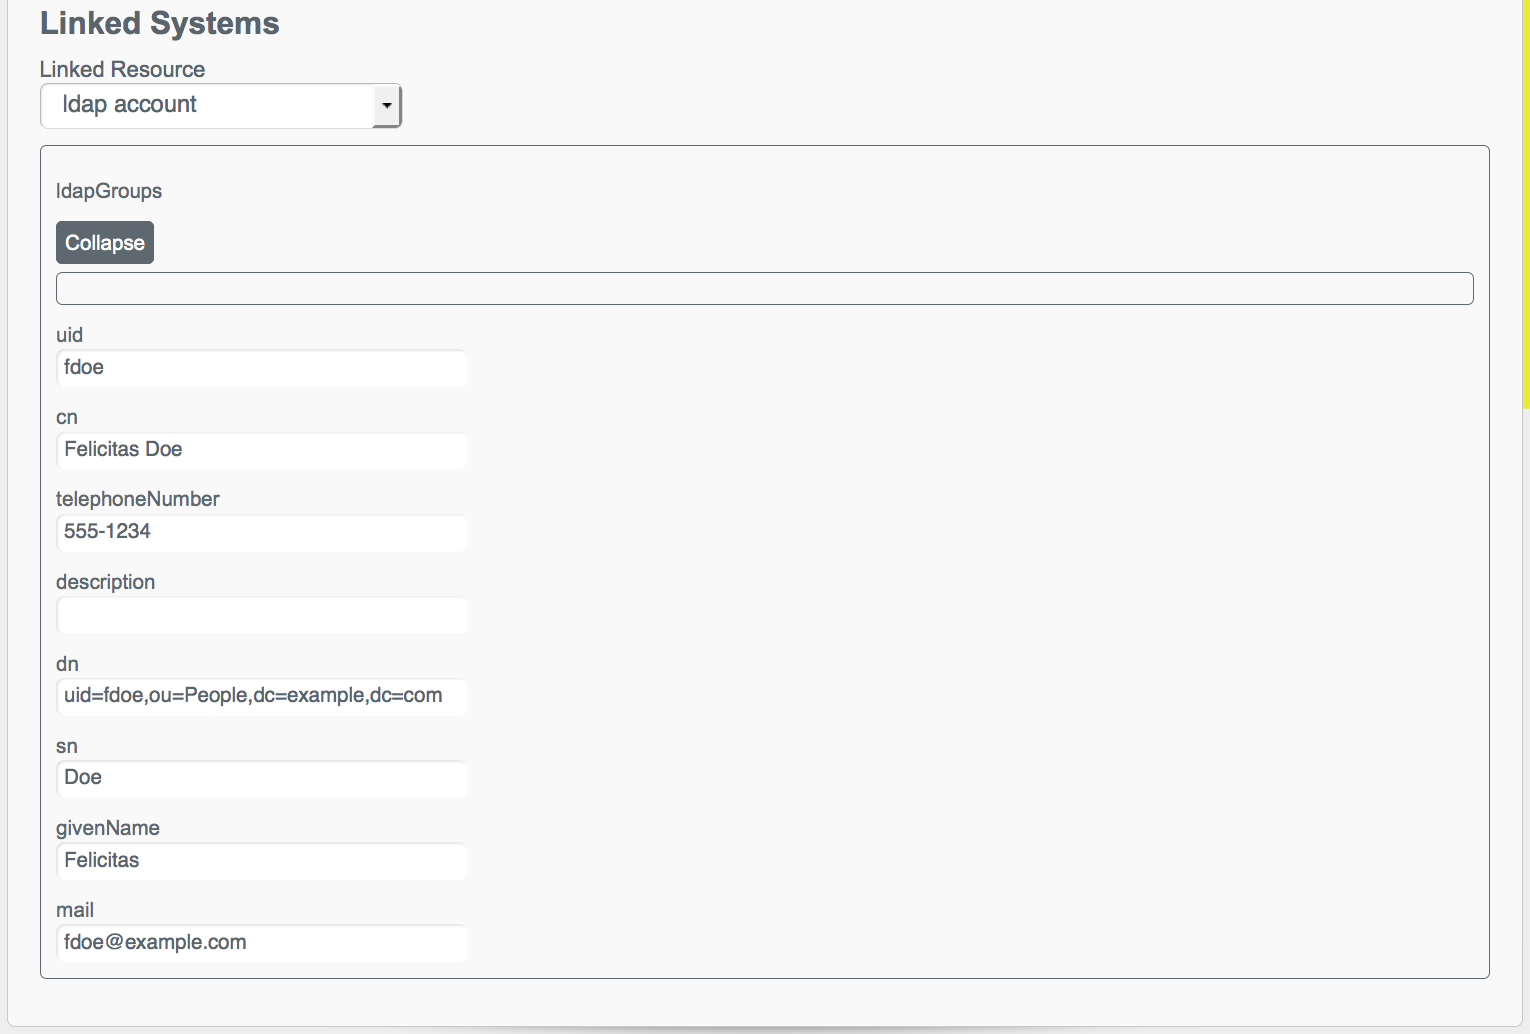 Linked Systems
Linked Resource
ldap account
ldapGroups
Collapse
uid
fdoe
cn
Felicitas Doe
telephoneNumber
555-1234
description
dn
uid=fdoe,ou=People,dc=example,dc=com
sn
Doe
givenName
Felicitas
mail
fdoe@example.com